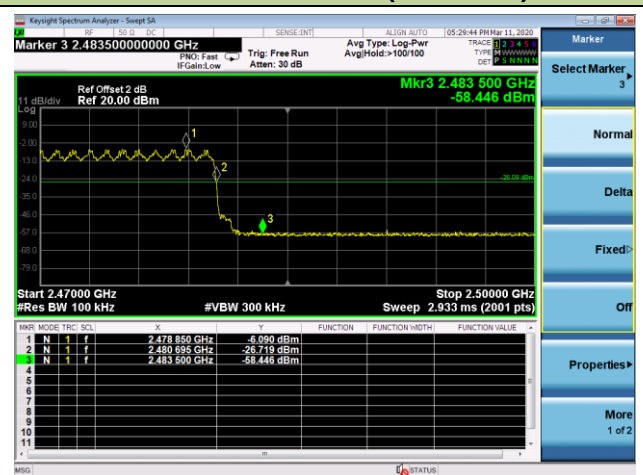 Keysight Spectrum Analyzer - Swept SA
RF 50 Ω DC SENSE:INT ALIGN AUTO 05:29:44 PM Mar 11, 2020
Marker 3 2.483500000000 GHz
PNO: Fast
IFGain:Low
Trig: Free Run
Atten: 30 dB
Avg Type: Log-Pwr
Avg|Hold:>100/100
TRACE 1 2 3 4 5 6
TYPE M WWWWW
DET P S N N N N
Marker
Select Marker
3
Normal
Delta
Fixed
Off
Properties
More
1 of 2
Ref Offset 2 dB
11 dB/div Ref 20.00 dBm
Log
Mkr3 2.483 500 GHz
-58.446 dBm
9.00
-2.00
-13.0
-24.0
-35.0
-46.0
-57.0
-68.0
-79.0
1
2
3
-26.09 dBm
Start 2.47000 GHz Stop 2.50000 GHz
#Res BW 100 kHz #VBW 300 kHz Sweep 2.933 ms (2001 pts)
MKR MODE TRC SCL X Y FUNCTION FUNCTION WIDTH FUNCTION VALUE
1 N 1 f 2.478 850 GHz -6.090 dBm
2 N 1 f 2.480 695 GHz -26.719 dBm
3 N 1 f 2.483 500 GHz -58.446 dBm
4
5
6
7
8
9
10
11
MSG STATUS